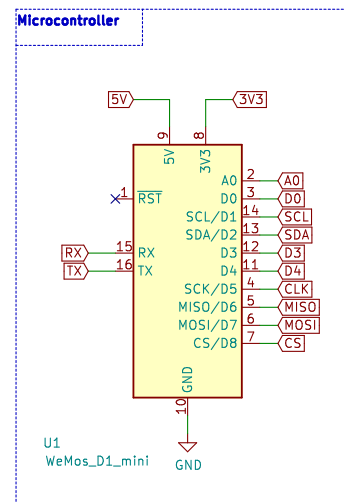 Microcontroller
5V 3V3
9 8
5V 3V3
A0 2 A0
1 RST D0 3 D0
SCL/D1 14 SCL
SDA/D2 13 SDA
RX 15 RX D3 12 D3
TX 16 TX D4 11 D4
SCK/D5 4 CLK
MISO/D6 5 MISO
MOSI/D7 6 MOSI
CS/D8 7 CS
GND
10
U1
WeMos_D1_mini
GND